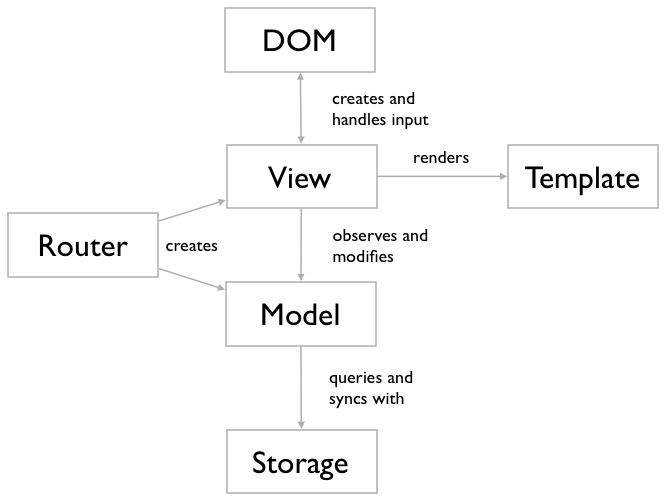 DOM
creates and
handles input
renders
View
Template
Router
creates
observes and
modifies
Model
queries and
syncs with
Storage